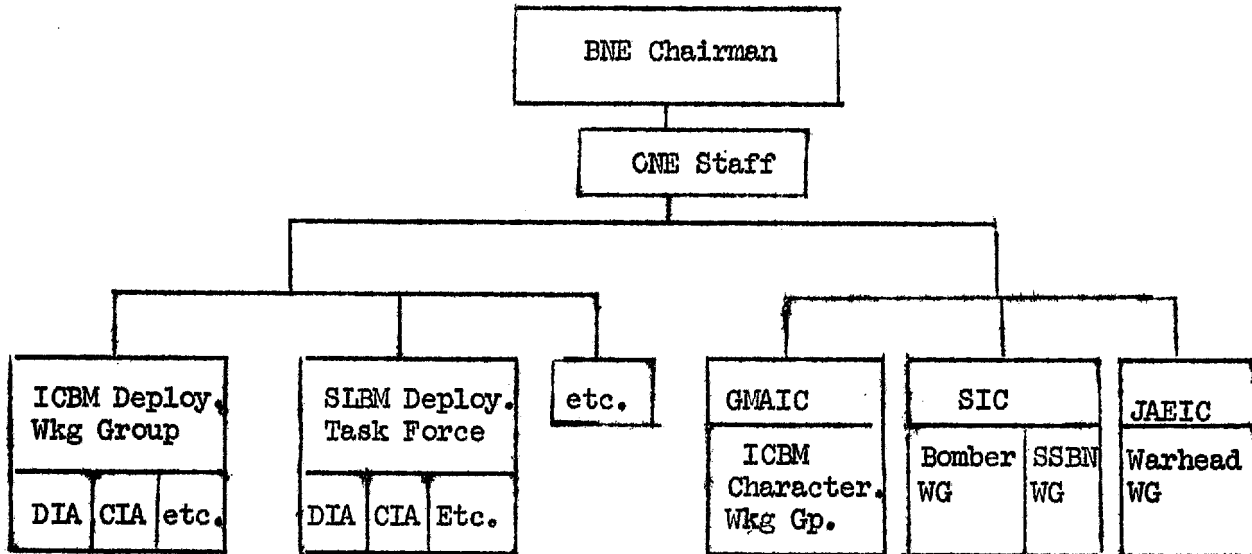 BNE Chairman
ONE Staff
ICBM Deploy.
Wkg Group
DIA CIA etc.
SLBM Deploy.
Task Force
DIA CIA Etc.
etc.
GMAIC
ICBM
Character.
Wkg Gp.
SIC
Bomber
WG
SSBN
WG
JAEIC
Warhead
WG